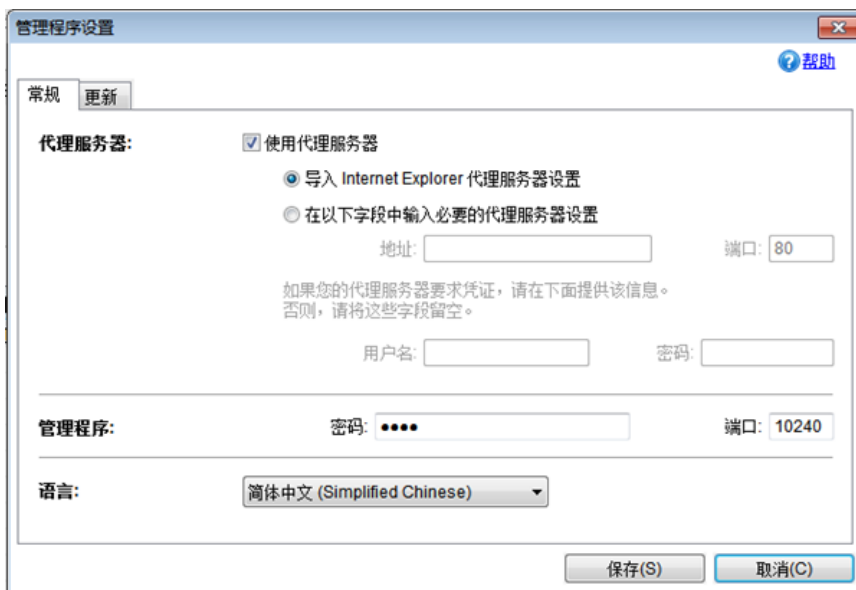 管理程序设置
帮助
常规 更新
代理服务器: 使用代理服务器
导入 Internet Explorer 代理服务器设置
在以下字段中输入必要的代理服务器设置
地址: 端口: 80
如果您的代理服务器要求凭证，请在下面提供该信息。
否则，请将这些字段留空。
用户名: 密码:
管理程序: 密码: ●●●● 端口: 10240
语言: 简体中文 (Simplified Chinese)
保存(S) 取消(C)